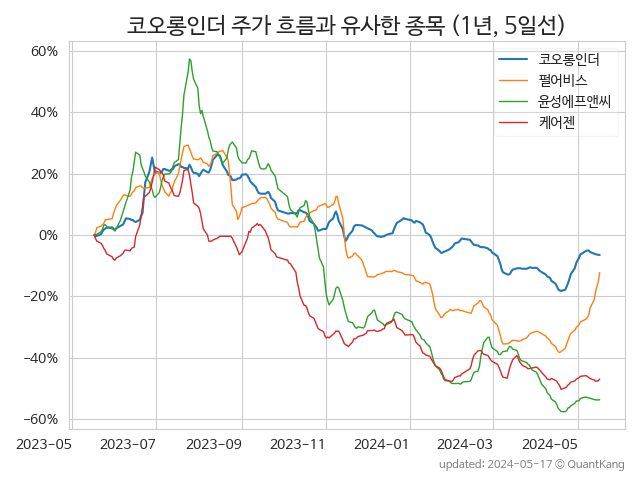 코오롱인더 주가 흐름과 유사한 종목 (1년, 5일선)
코오롱인더
펄어비스
윤성에프앤씨
케어젠
60%
40%
20%
0%
−20%
−40%
−60%
2023-05 2023-07 2023-09 2023-11 2024-01 2024-03 2024-05
updated: 2024-05-17 © QuantKang